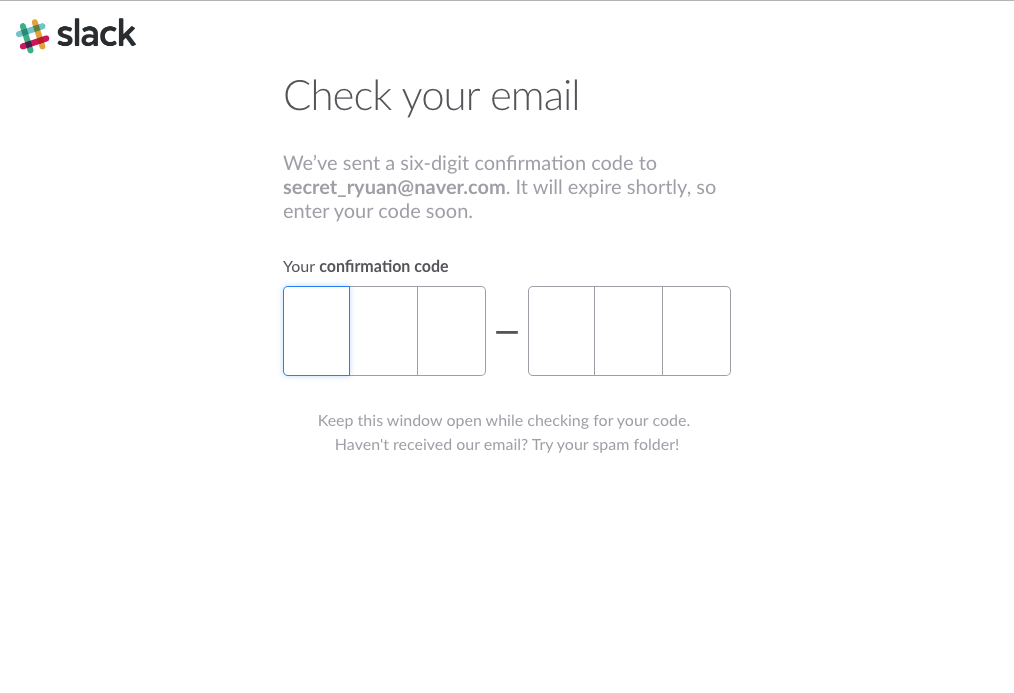 slack
Check your email
We’ve sent a six-digit confirmation code to
secret_ryuan@naver.com. It will expire shortly, so
enter your code soon.
Your confirmation code
—
Keep this window open while checking for your code.
Haven't received our email? Try your spam folder!